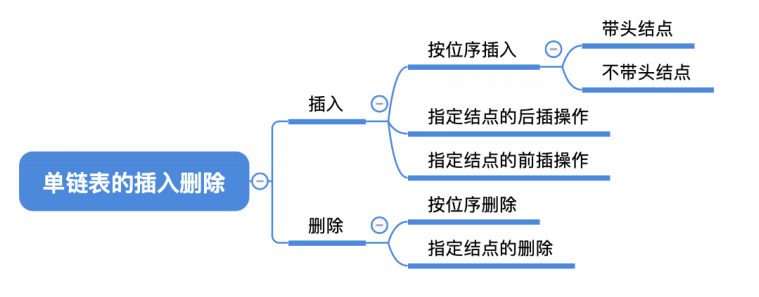 单链表的插入删除
插入
按位序插入
带头结点
不带头结点
指定结点的后插操作
指定结点的前插操作
删除
按位序删除
指定结点的删除